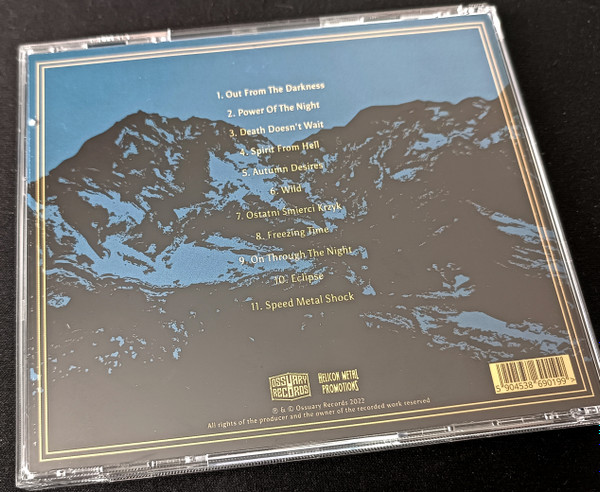 1. Out From The Darkness
2. Power Of The Night
3. Death Doesn't Wait
4. Spirit From Hell
5. Autumn Desires
6. Wild
7. Ostatni Śmierci Krzyk
8. Freezing Time
9. On Through The Night
10. Eclipse
11. Speed Metal Shock
OSSUARY RECORDS
HELICON METAL PROMOTIONS
℗ & © Ossuary Records 2022
All rights of the producer and the owner of the recorded work reserved
5 904538 690199 >